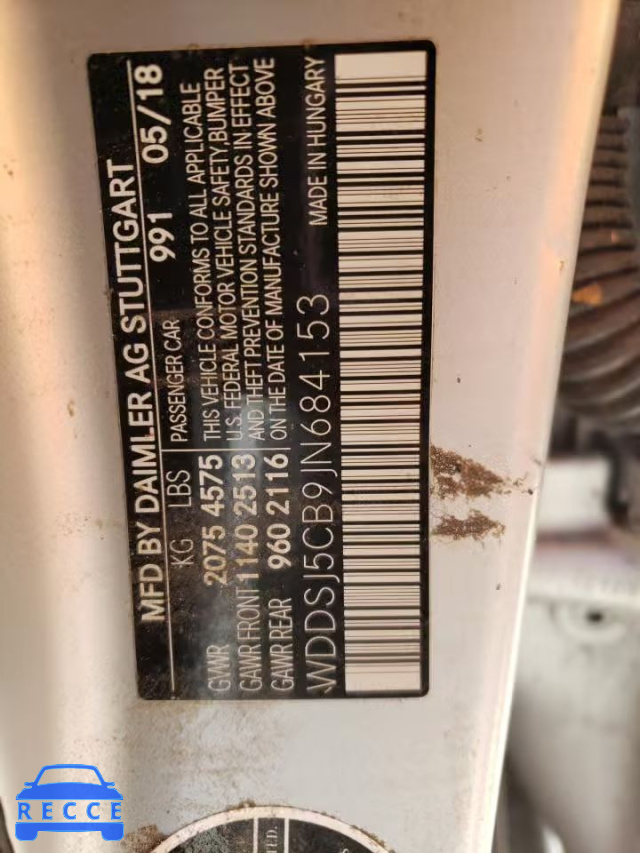 MFD BY DAIMLER AG STUTTGART
991 05/18
KG LBS PASSENGER CAR
GVWR 2075 4575 THIS VEHICLE CONFORMS TO ALL APPLICABLE
U.S. FEDERAL MOTOR VEHICLE SAFETY,BUMPER
GAWR FRONT 1140 2513 AND THEFT PREVENTION STANDARDS IN EFFECT
GAWR REAR 960 2116 ON THE DATE OF MANUFACTURE SHOWN ABOVE
WDDSJ5CB9JN684153 MADE IN HUNGARY
RECCE